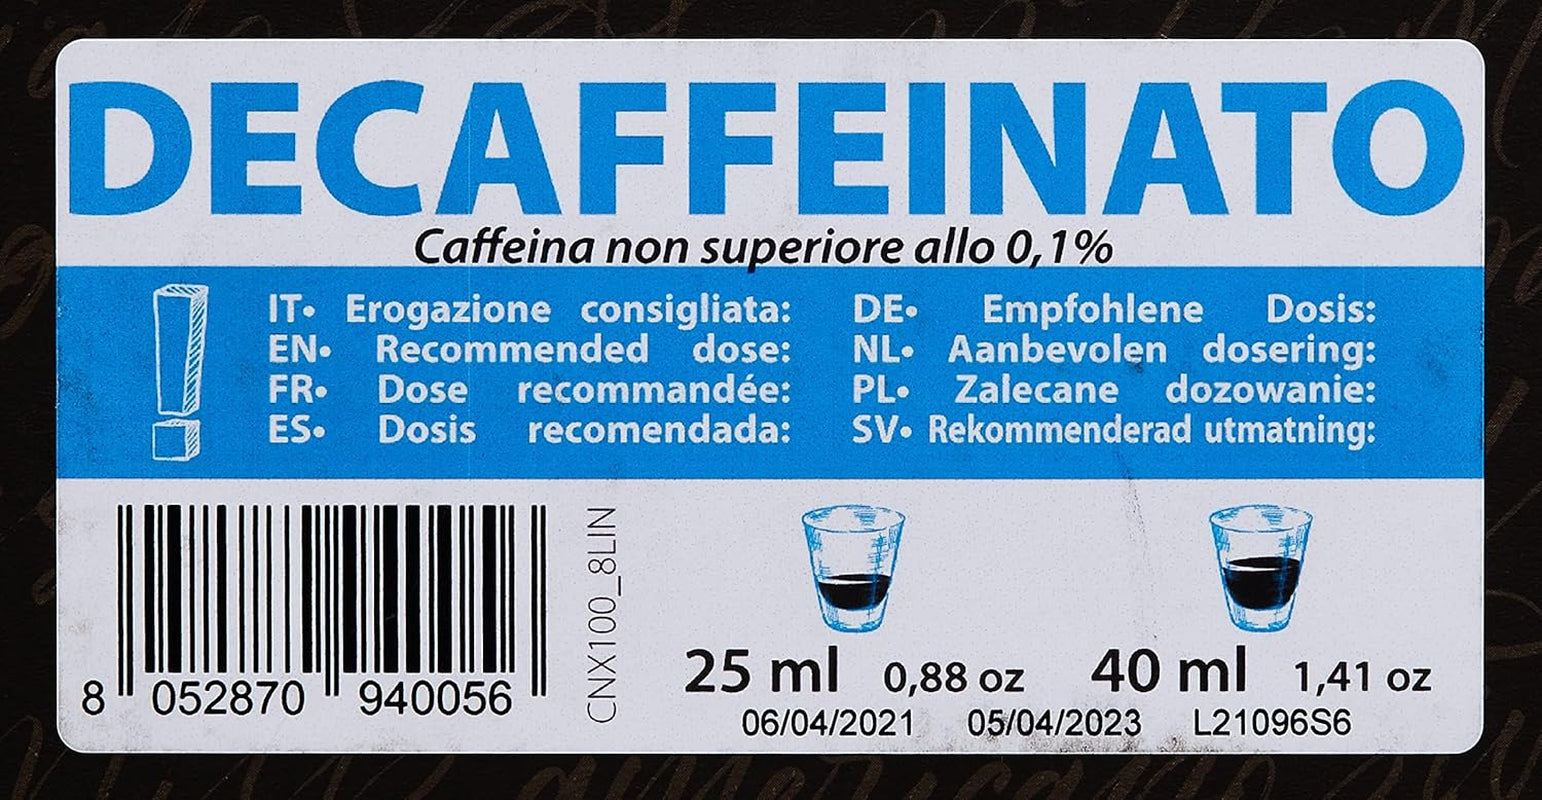 DECAFFEINATO
Caffeina non superiore allo 0,1%
IT• Erogazione consigliata:
EN• Recommended dose:
FR• Dose recommandée:
ES• Dosis recomendada:
DE• Empfohlene Dosis:
NL• Aanbevolen dosering:
PL• Zalecane dozowanie:
SV• Rekommenderad utmatning:
8 052870 940056
CNX100_8LIN
25 ml 0,88 oz
40 ml 1,41 oz
06/04/2021 05/04/2023 L21096S6